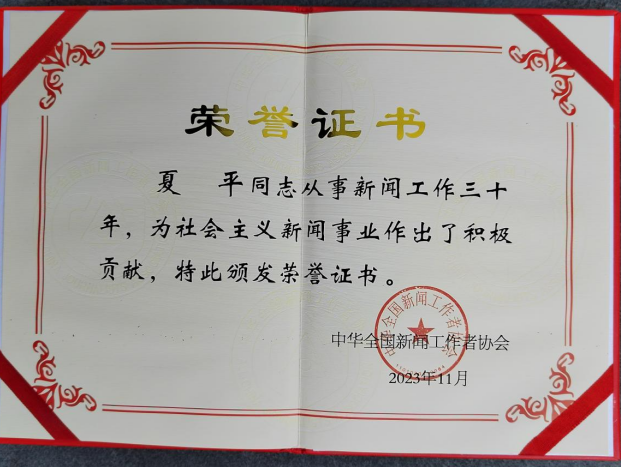 荣誉证书
夏 平同志从事新闻工作三十
年，为社会主义新闻事业作出了积极
贡献，特此颁发荣誉证书。
中华全国新闻工作者协会
中华全国新闻工作者协会
2023年11月